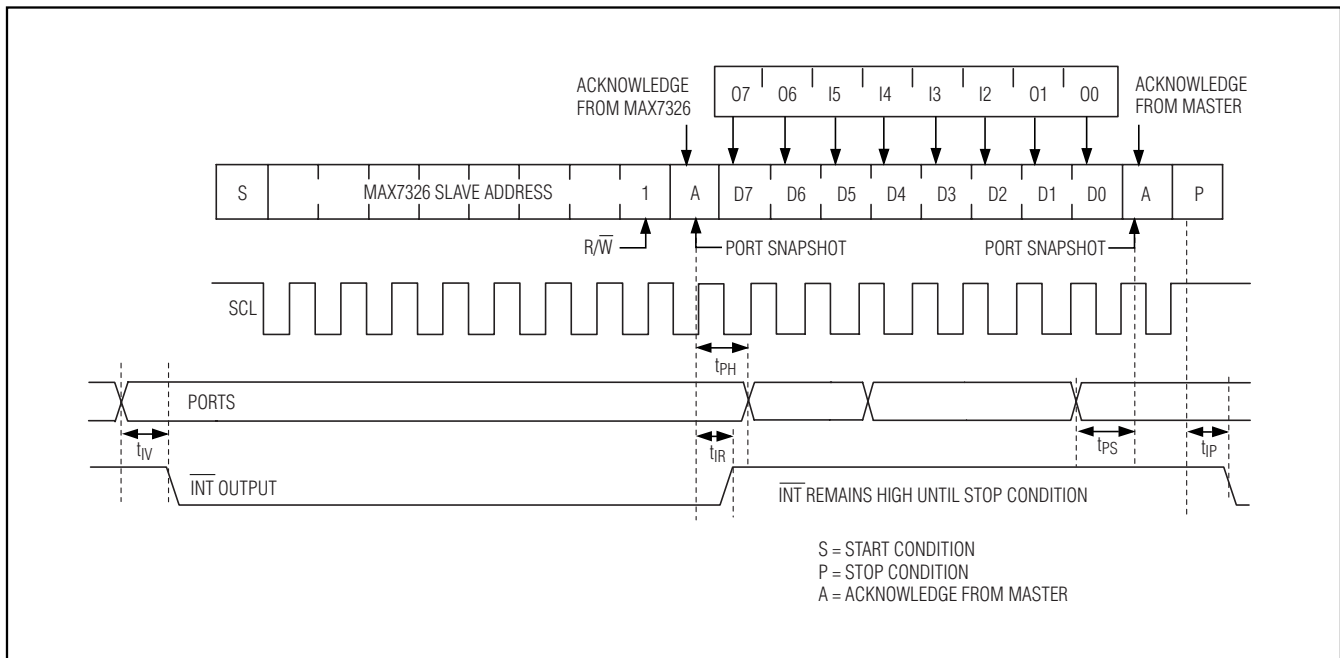 ACKNOWLEDGE
FROM MAX7326
O7 O6 I5 I4 I3 I2 O1 O0
ACKNOWLEDGE
FROM MASTER
S MAX7326 SLAVE ADDRESS 1 A D7 D6 D5 D4 D3 D2 D1 D0 A P
R/W̅ PORT SNAPSHOT PORT SNAPSHOT
SCL
tPH
PORTS
tIV tIR tPS tIP
I̅N̅T̅ OUTPUT I̅N̅T̅ REMAINS HIGH UNTIL STOP CONDITION
S = START CONDITION
P = STOP CONDITION
A = ACKNOWLEDGE FROM MASTER